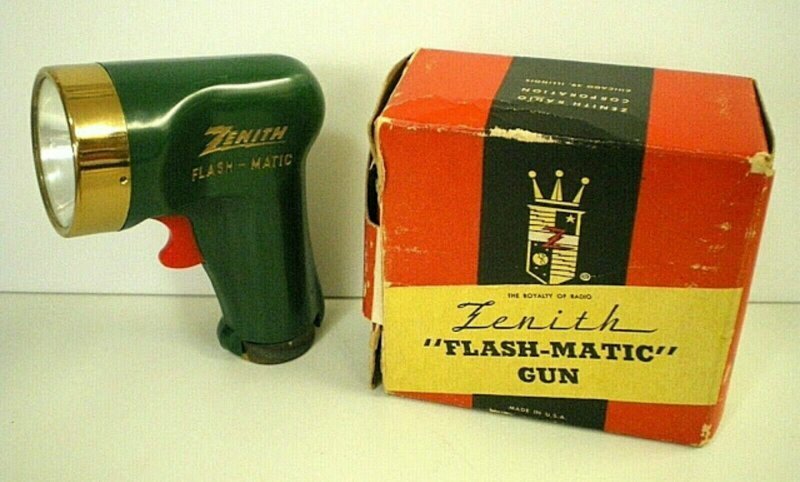 ZENITH
FLASH-MATIC
ZENITH RADIO
CORPORATION
CHICAGO 39, ILLINOIS
Z
THE ROYALTY OF RADIO
Zenith
"FLASH-MATIC"
GUN
MADE IN U.S.A.